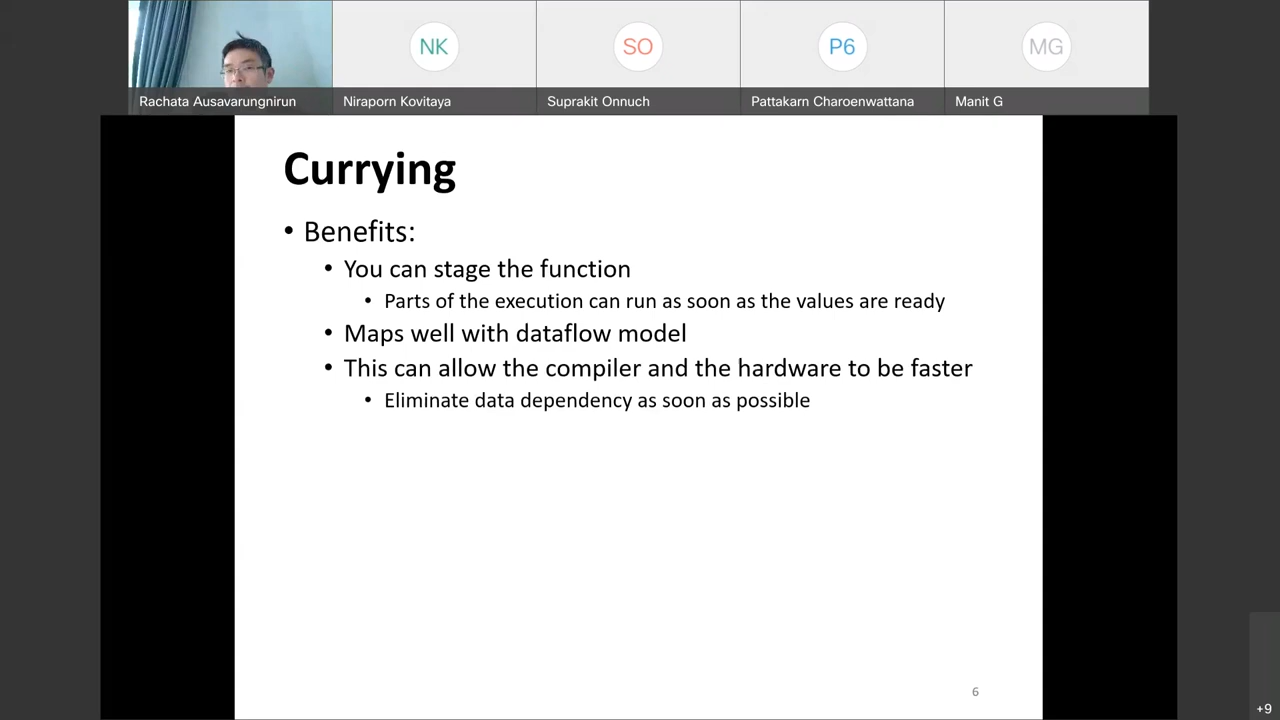 NK
SO
P6
MG
Rachata Ausavarungnirun
Niraporn Kovitaya
Suprakit Onnuch
Pattakarn Charoenwattana
Manit G
Currying
• Benefits:
• You can stage the function
• Parts of the execution can run as soon as the values are ready
• Maps well with dataflow model
• This can allow the compiler and the hardware to be faster
• Eliminate data dependency as soon as possible
6
+9